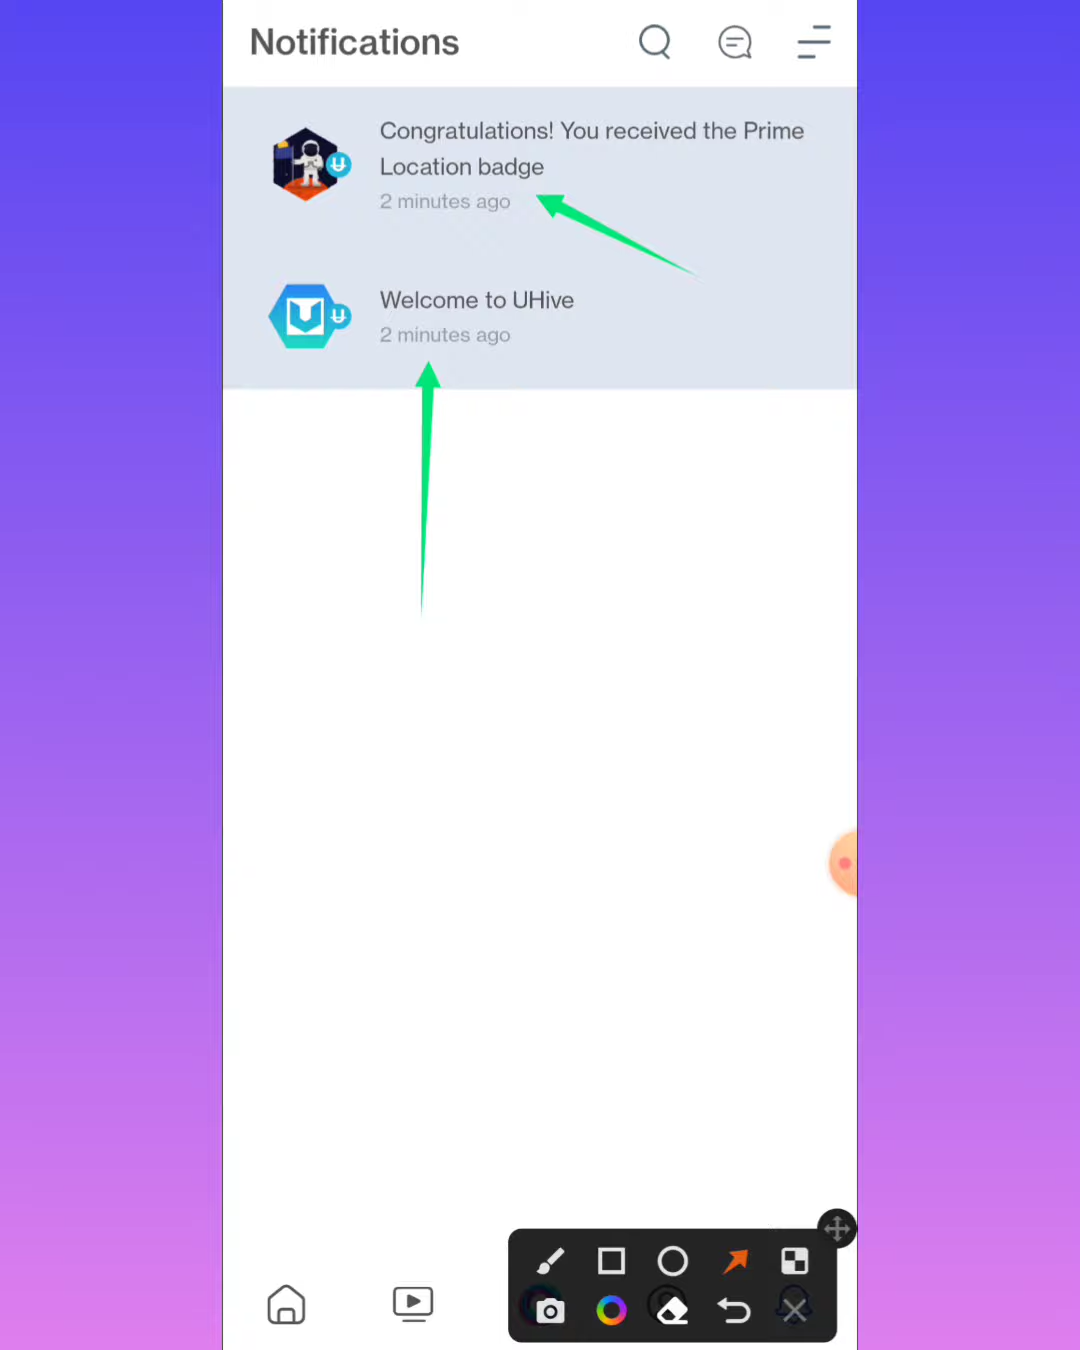 Notifications
Congratulations! You received the Prime
Location badge
2 minutes ago
Welcome to UHive
2 minutes ago